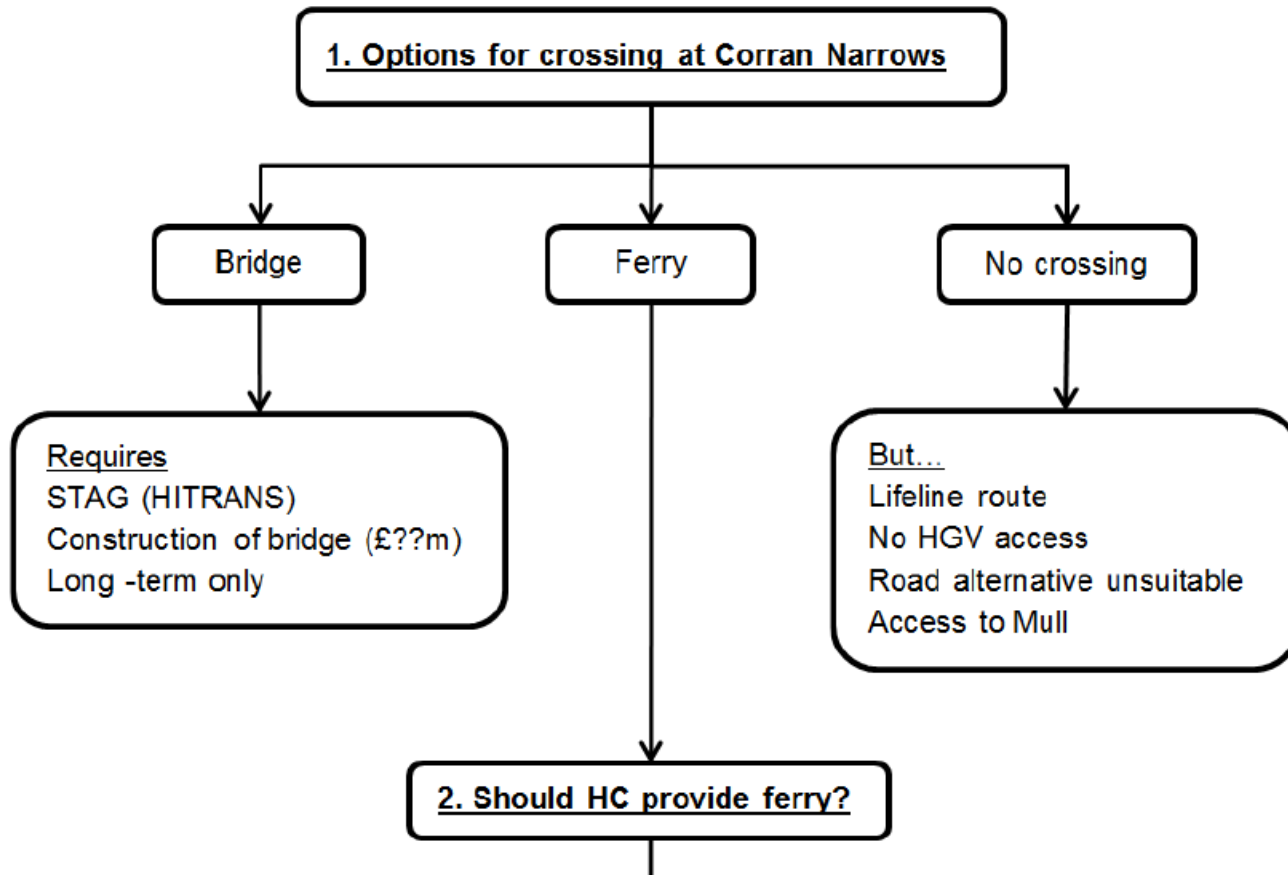 1. Options for crossing at Corran Narrows
Bridge
Ferry
No crossing
Requires
STAG (HITRANS)
Construction of bridge (£??m)
Long -term only
But...
Lifeline route
No HGV access
Road alternative unsuitable
Access to Mull
2. Should HC provide ferry?